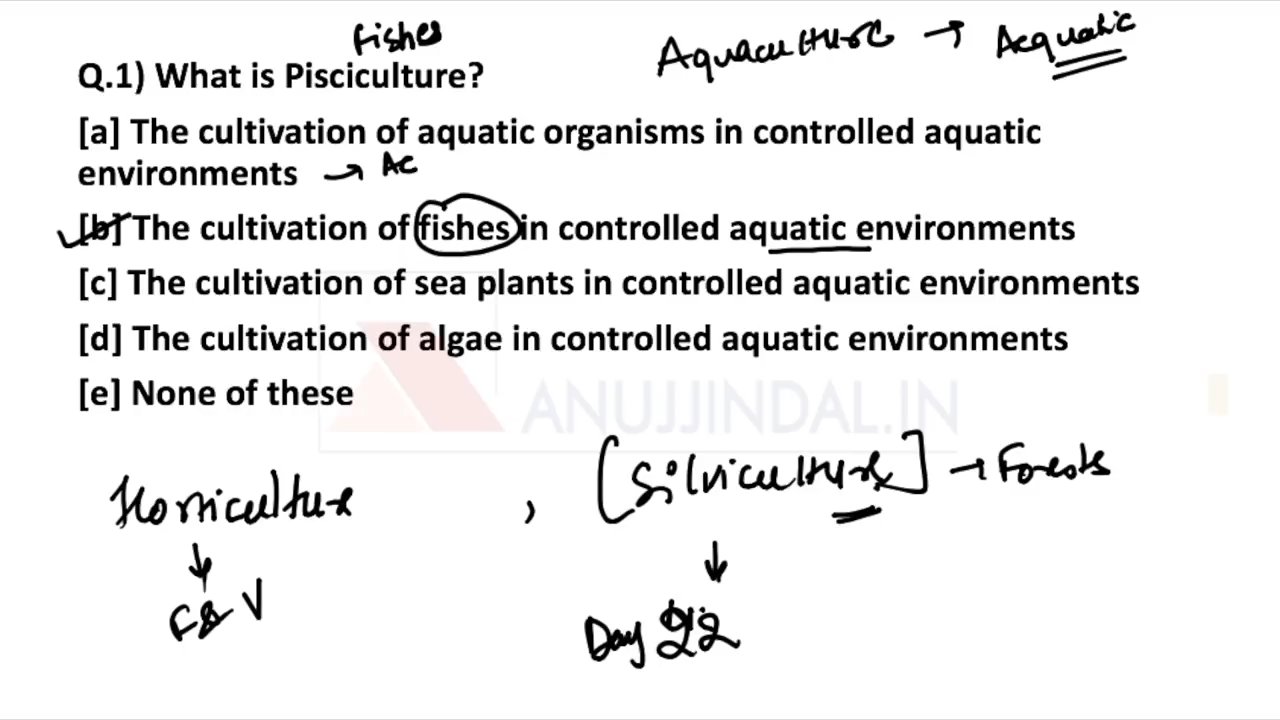 Fishes
Aquaculture → Acquatic
Q.1) What is Pisciculture?
[a] The cultivation of aquatic organisms in controlled aquatic
environments → AC
[b] The cultivation of fishes in controlled aquatic environments
[c] The cultivation of sea plants in controlled aquatic environments
[d] The cultivation of algae in controlled aquatic environments
[e] None of these
ANUJJINDAL.IN
Horticulture , [Silviculture] → Forests
↓ ↓
F & V
Day 22